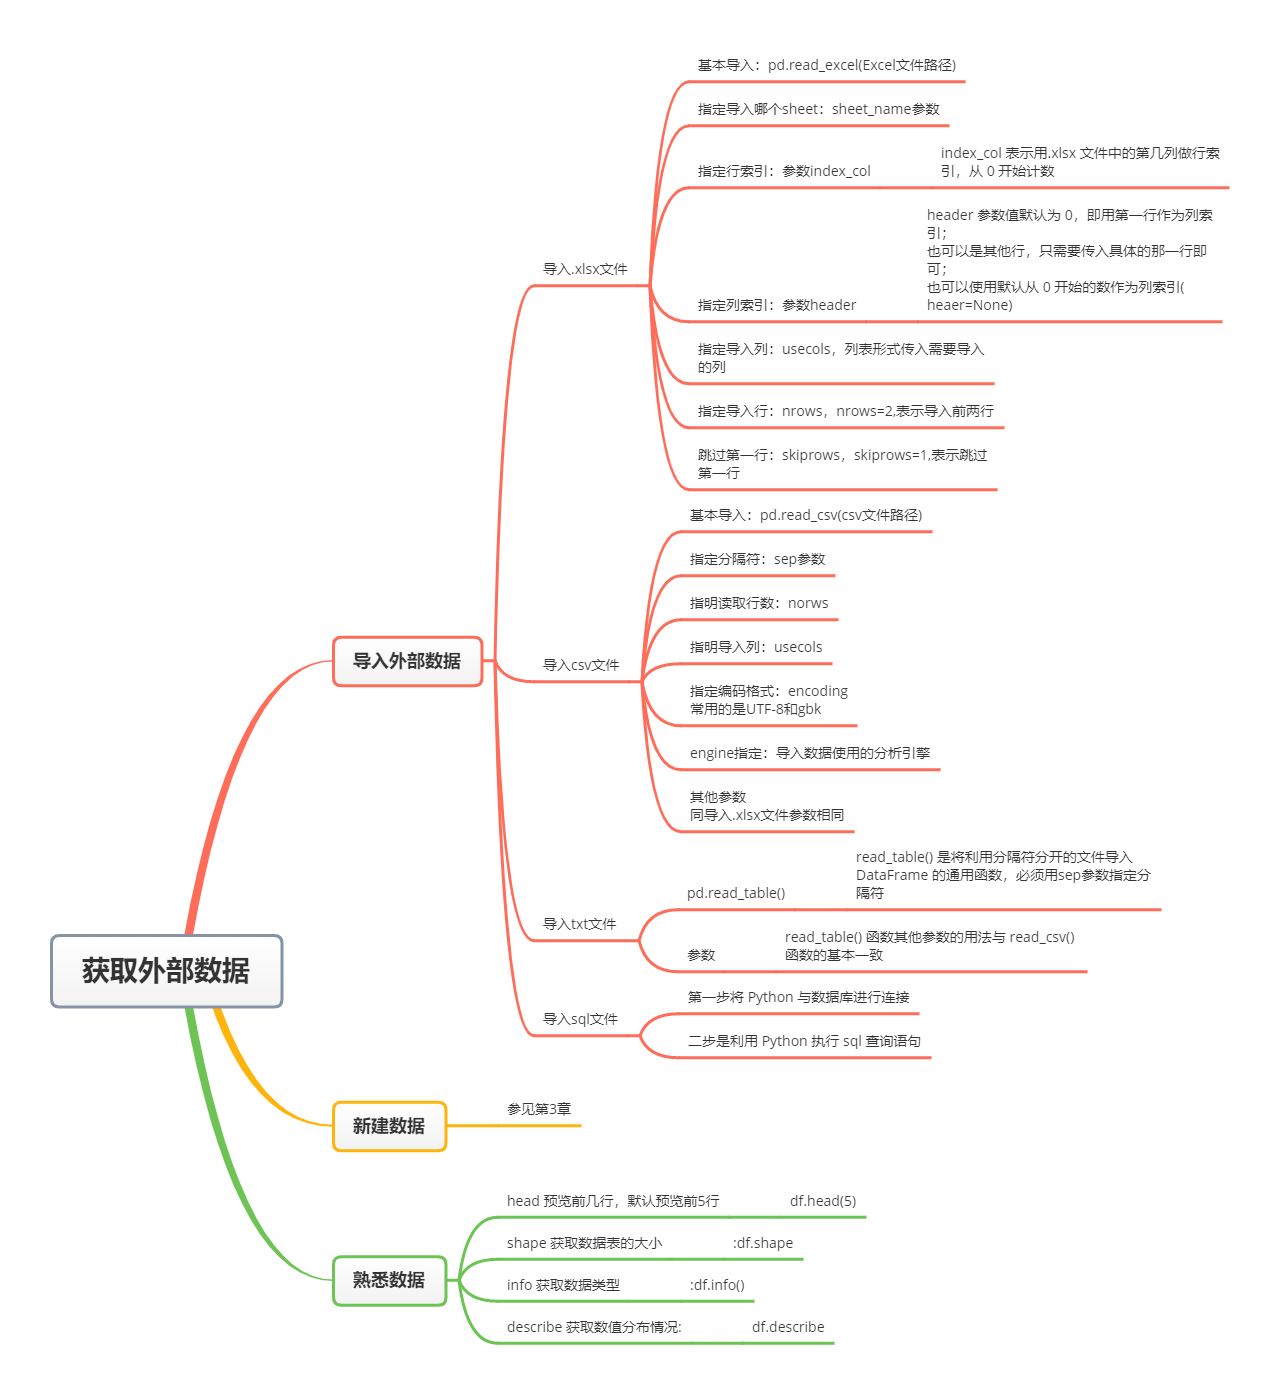 基本导入：pd.read_excel(Excel文件路径)
指定导入哪个sheet：sheet_name参数
指定行索引：参数index_col
index_col 表示用.xlsx 文件中的第几列做行索
引，从 0 开始计数
指定列索引：参数header
header 参数值默认为 0，即用第一行作为列索
引；
也可以是其他行，只需要传入具体的那一行即
可；
也可以使用默认从 0 开始的数作为列索引(
heaer=None)
指定导入列：usecols，列表形式传入需要导入
的列
指定导入行：nrows，nrows=2,表示导入前两行
跳过第一行：skiprows，skiprows=1,表示跳过
第一行
导入.xlsx文件
基本导入：pd.read_csv(csv文件路径)
指定分隔符：sep参数
指明读取行数：norws
指明导入列：usecols
指定编码格式：encoding
常用的是UTF-8和gbk
engine指定：导入数据使用的分析引擎
其他参数
同导入.xlsx文件参数相同
导入csv文件
导入外部数据
pd.read_table()
read_table() 是将利用分隔符分开的文件导入
DataFrame 的通用函数，必须用sep参数指定分
隔符
导入txt文件
参数
read_table() 函数其他参数的用法与 read_csv()
函数的基本一致
导入sql文件
第一步将 Python 与数据库进行连接
二步是利用 Python 执行 sql 查询语句
获取外部数据
新建数据
参见第3章
熟悉数据
head 预览前几行，默认预览前5行
df.head(5)
shape 获取数据表的大小
:df.shape
info 获取数据类型
:df.info()
describe 获取数值分布情况:
df.describe